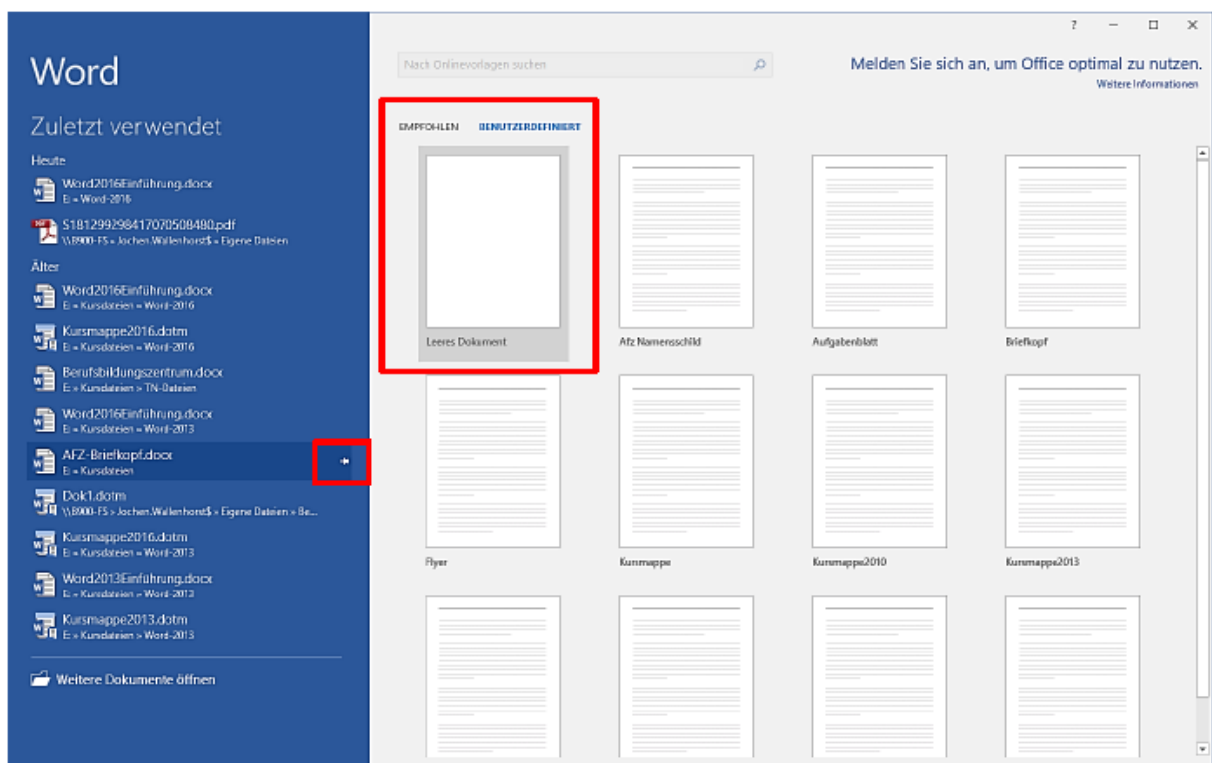 Word
Zuletzt verwendet
Heute
Word2016Einführung.docx
E: » Word-2016
S181299298417070508480.pdf
\\B900-FS » Jochen.Wallenhorst$ » Eigene Dateien
Älter
Word2016Einführung.docx
E: » Kursdateien » Word-2016
Kursmappe2016.dotm
E: » Kursdateien » Word-2016
Berufsbildungszentrum.docx
E: » Kursdateien » TN-Dateien
Word2016Einführung.docx
E: » Kursdateien » Word-2013
AFZ-Briefkopf.docx
E: » Kursdateien
Dok1.dotm
\\B900-FS » Jochen.Wallenhorst$ » Eigene Dateien » Be...
Kursmappe2016.dotm
E: » Kursdateien » Word-2013
Word2013Einführung.docx
E: » Kursdateien » Word-2013
Kursmappe2013.dotm
E: » Kursdateien » Word-2013
Weitere Dokumente öffnen
?
Nach Onlinevorlagen suchen
Melden Sie sich an, um Office optimal zu nutzen.
Weitere Informationen
EMPFOHLEN BENUTZERDEFINIERT
Leeres Dokument
Afz Namensschild
Aufgabenblatt
Briefkopf
Flyer
Kursmappe
Kursmappe2010
Kursmappe2013